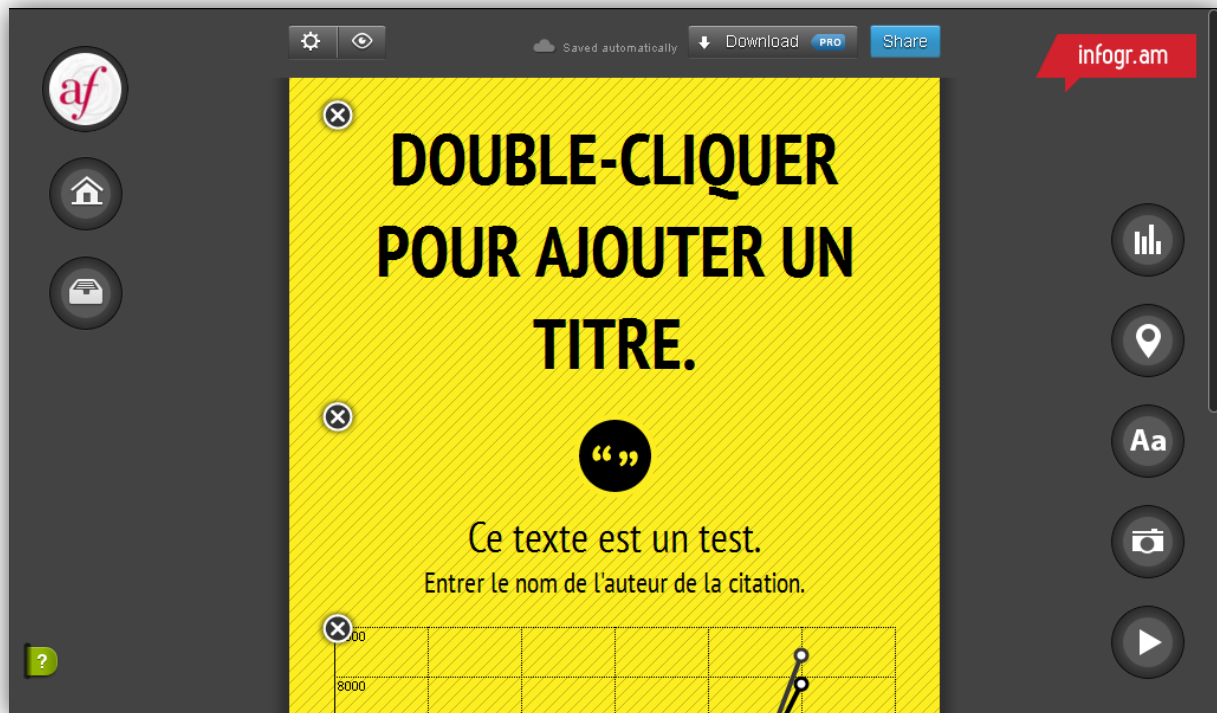 Saved automatically
Download PRO
Share
infogr.am
af
DOUBLE-CLIQUER
POUR AJOUTER UN
TITRE.
“ ”
Aa
Ce texte est un test.
Entrer le nom de l'auteur de la citation.
?
8000